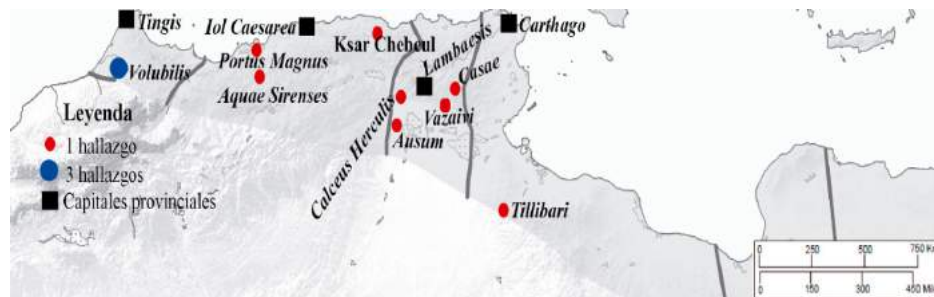 Tingis
Iol Caesarea
Carthago
Ksar Chebeul
Lambaesis
Volubilis
Portus Magnus
Casae
Aquae Sirenses
Leyenda
Vazaivi
1 hallazgo
Calceus Herculis
Ausum
3 hallazgos
Capitales provinciales
Tillibari
0 250 500 750 K
0 150 300 450 Mil